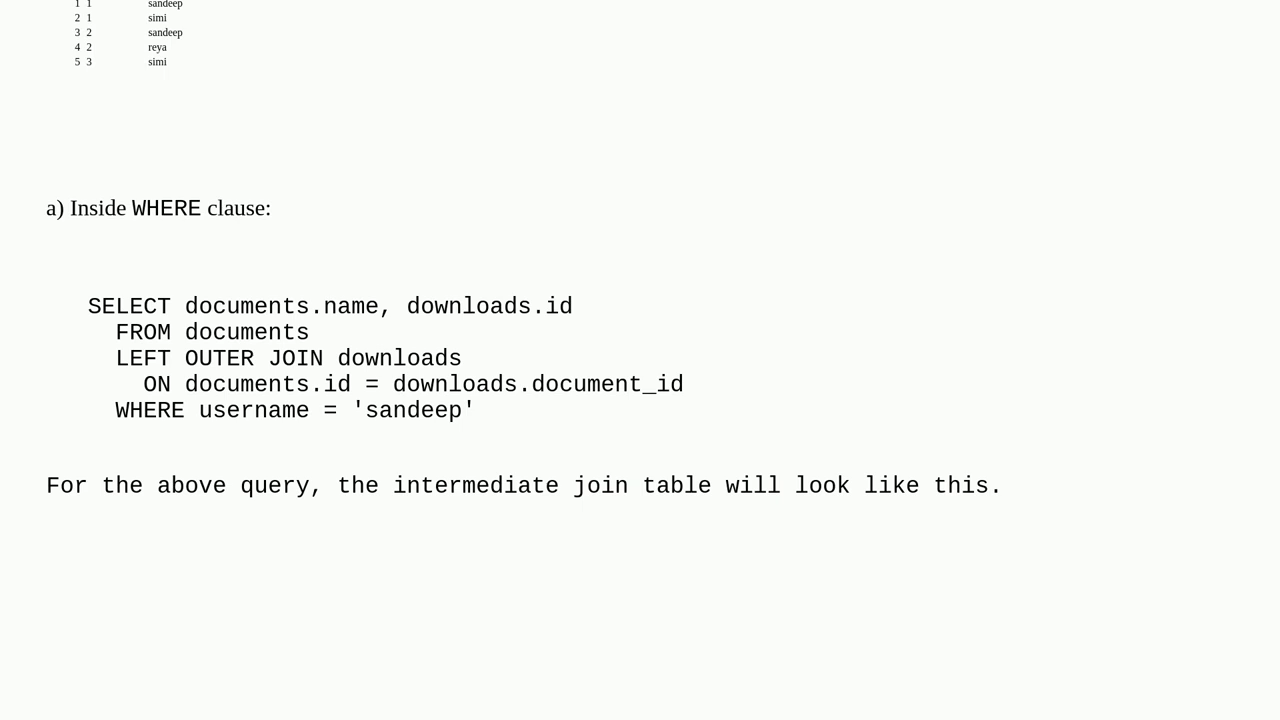 1 1 sandeep
2 1 simi
3 2 sandeep
4 2 reya
5 3 simi
a) Inside WHERE clause:
SELECT documents.name, downloads.id
FROM documents
LEFT OUTER JOIN downloads
ON documents.id = downloads.document_id
WHERE username = 'sandeep'
For the above query, the intermediate join table will look like this.